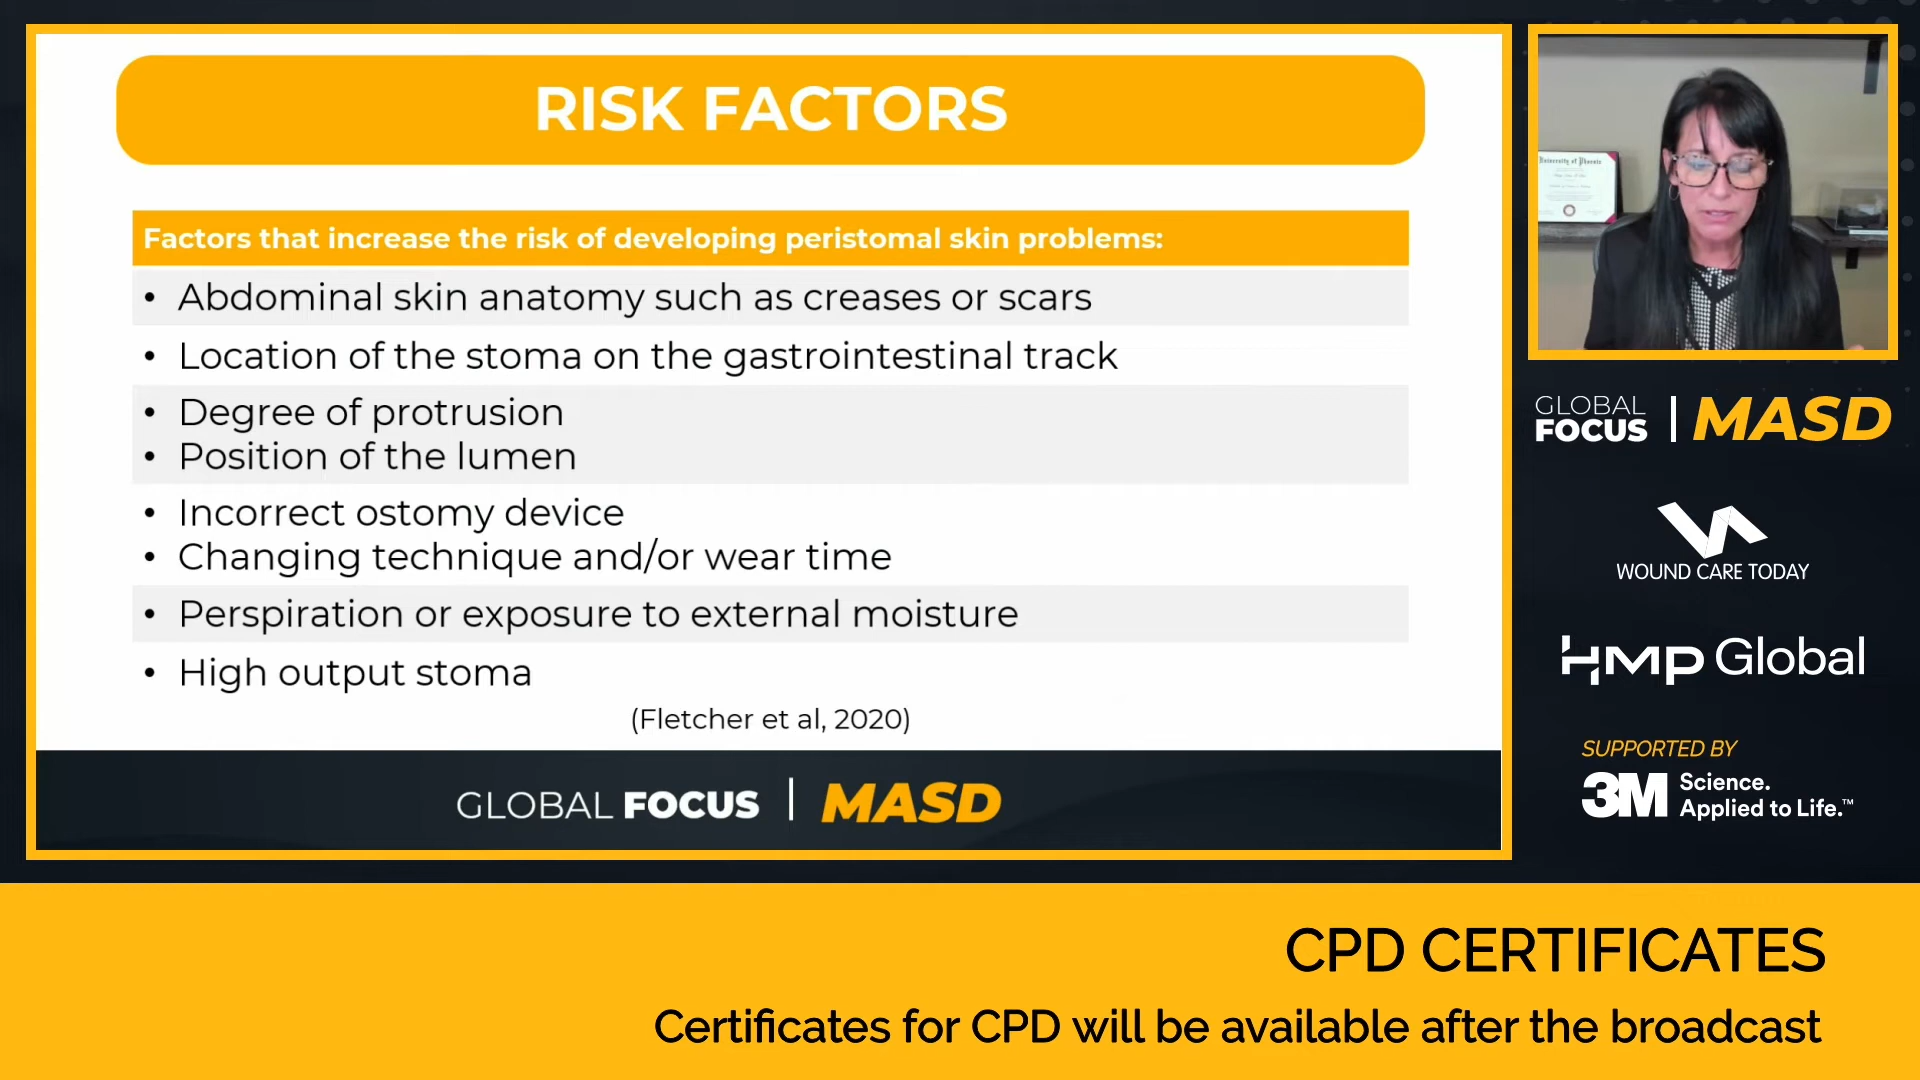 RISK FACTORS
Factors that increase the risk of developing peristomal skin problems:
• Abdominal skin anatomy such as creases or scars
• Location of the stoma on the gastrointestinal track
• Degree of protrusion
• Position of the lumen
• Incorrect ostomy device
• Changing technique and/or wear time
• Perspiration or exposure to external moisture
• High output stoma
(Fletcher et al, 2020)
GLOBAL FOCUS | MASD
University of Phoenix
GLOBAL
FOCUS
MASD
WOUND CARE TODAY
HMP Global
SUPPORTED BY
3M Science.
Applied to Life.™
CPD CERTIFICATES
Certificates for CPD will be available after the broadcast